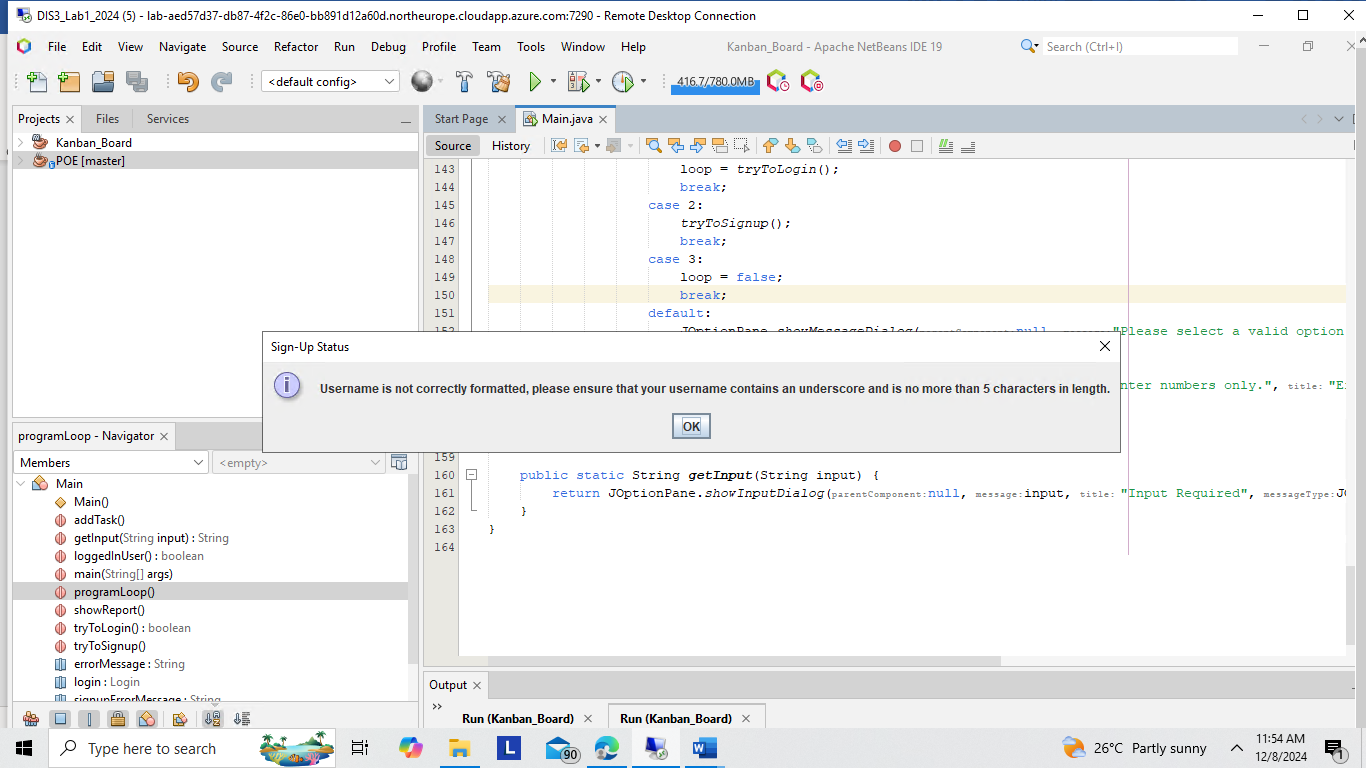 DIS3_Lab1_2024 (5) - lab-aed57d37-db87-4f2c-86e0-bb891d12a60d.northeurope.cloudapp.azure.com:7290 - Remote Desktop Connection
File Edit View Navigate Source Refactor Run Debug Profile Team Tools Window Help
Kanban_Board - Apache NetBeans IDE 19
Search (Ctrl+I)
<default config>
416.7/780.0MB
Projects Files Services
Kanban_Board
POE [master]
Start Page Main.java
Source History
143 loop = tryToLogin();
144 break;
145 case 2:
146 tryToSignup();
147 break;
148 case 3:
149 loop = false;
150 break;
151 default:
"Please select a valid option
Sign-Up Status
Username is not correctly formatted, please ensure that your username contains an underscore and is no more than 5 characters in length.
OK
numbers only.", title:
159
160 public static String getInput(String input) {
161 return JOptionPane.showInputDialog(parentComponent:null, message:input, title: "Input Required", messageType:
162 }
163 }
164
programLoop - Navigator
Members <empty>
Main
Main()
addTask()
getInput(String input) : String
loggedInUser() : boolean
main(String[] args)
programLoop()
showReport()
tryToLogin() : boolean
tryToSignup()
errorMessage : String
login : Login
signupErrorMessage : String
Output
Run (Kanban_Board) Run (Kanban_Board)
Type here to search
L
90
W
26°C Partly sunny
11:54 AM
12/8/2024
1